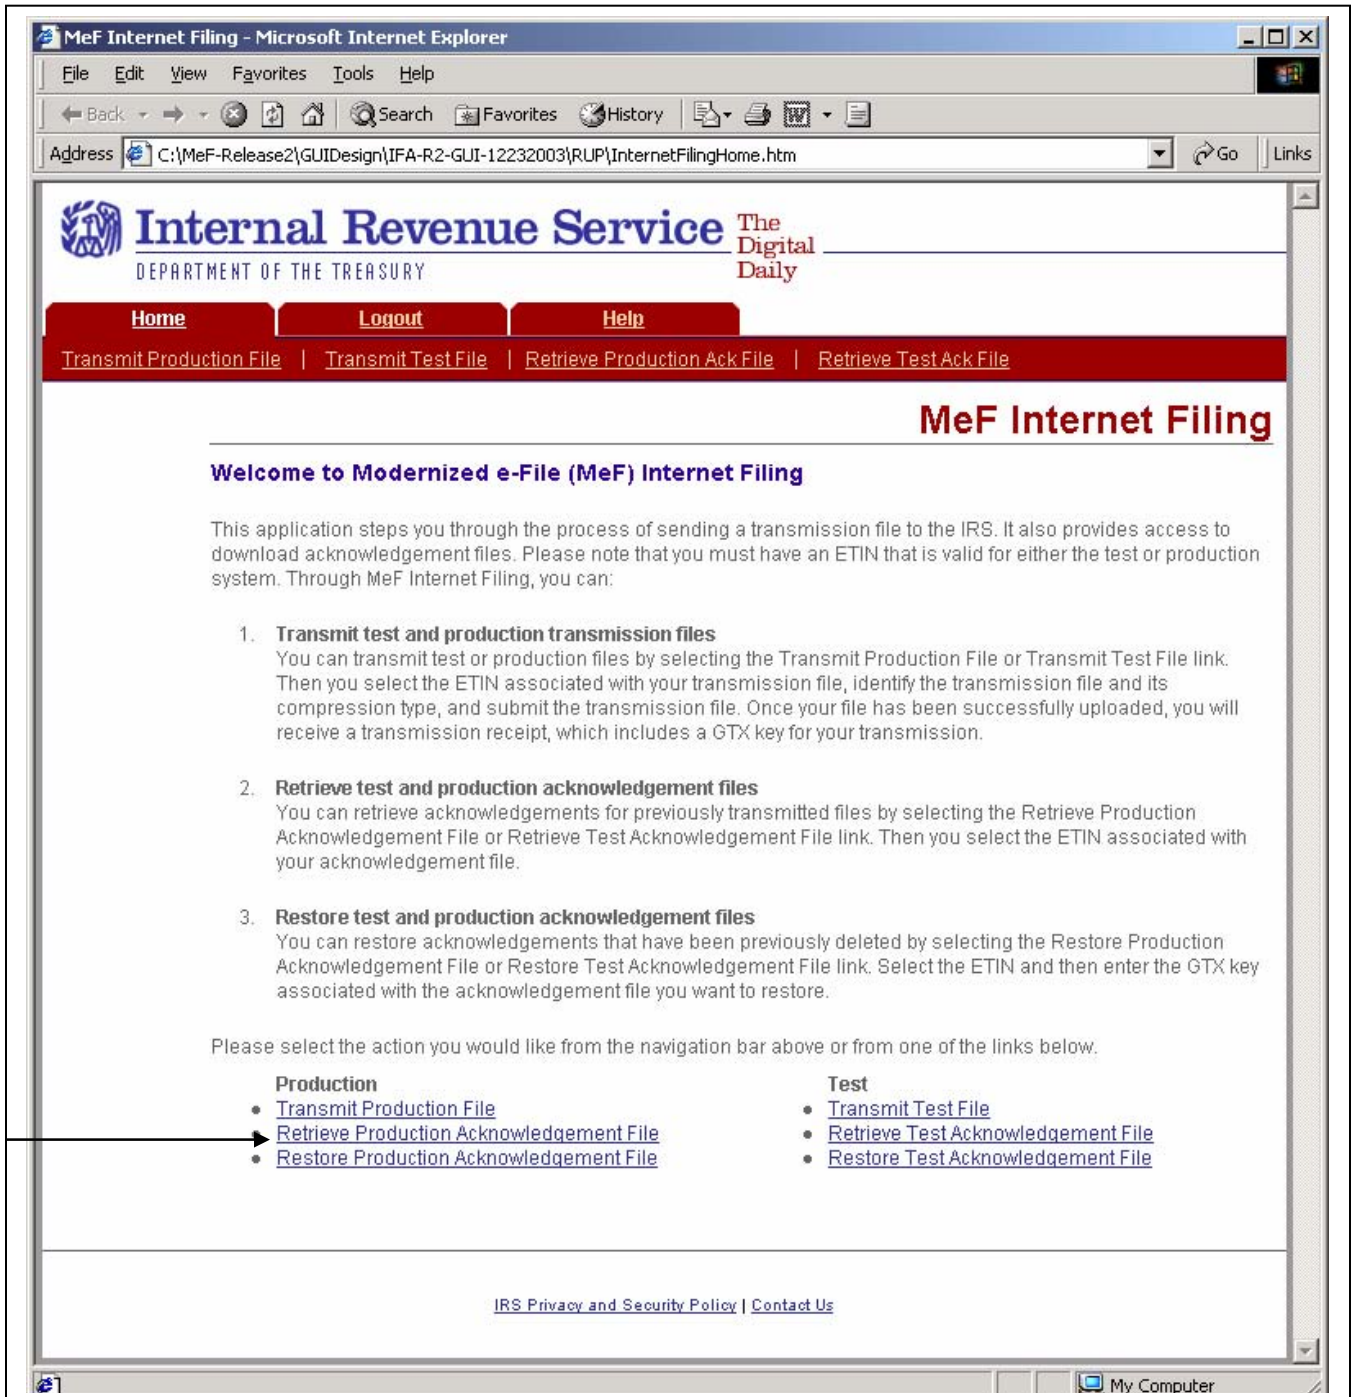 MeF Internet Filing - Microsoft Internet Explorer
File Edit View Favorites Tools Help
Back Search Favorites History
Address C:\MeF-Release2\GUIDesign\IFA-R2-GUI-12232003\RUP\InternetFilingHome.htm Go Links
Internal Revenue Service The
Digital
DEPARTMENT OF THE TREASURY Daily
Home Logout Help
Transmit Production File | Transmit Test File | Retrieve Production Ack File | Retrieve Test Ack File
MeF Internet Filing
Welcome to Modernized e-File (MeF) Internet Filing
This application steps you through the process of sending a transmission file to the IRS. It also provides access to
download acknowledgement files. Please note that you must have an ETIN that is valid for either the test or production
system. Through MeF Internet Filing, you can:
1. Transmit test and production transmission files
You can transmit test or production files by selecting the Transmit Production File or Transmit Test File link.
Then you select the ETIN associated with your transmission file, identify the transmission file and its
compression type, and submit the transmission file. Once your file has been successfully uploaded, you will
receive a transmission receipt, which includes a GTX key for your transmission.
2. Retrieve test and production acknowledgement files
You can retrieve acknowledgements for previously transmitted files by selecting the Retrieve Production
Acknowledgement File or Retrieve Test Acknowledgement File link. Then you select the ETIN associated with
your acknowledgement file.
3. Restore test and production acknowledgement files
You can restore acknowledgements that have been previously deleted by selecting the Restore Production
Acknowledgement File or Restore Test Acknowledgement File link. Select the ETIN and then enter the GTX key
associated with the acknowledgement file you want to restore.
Please select the action you would like from the navigation bar above or from one of the links below.
Production Test
• Transmit Production File • Transmit Test File
• Retrieve Production Acknowledgement File • Retrieve Test Acknowledgement File
• Restore Production Acknowledgement File • Restore Test Acknowledgement File
IRS Privacy and Security Policy | Contact Us
My Computer